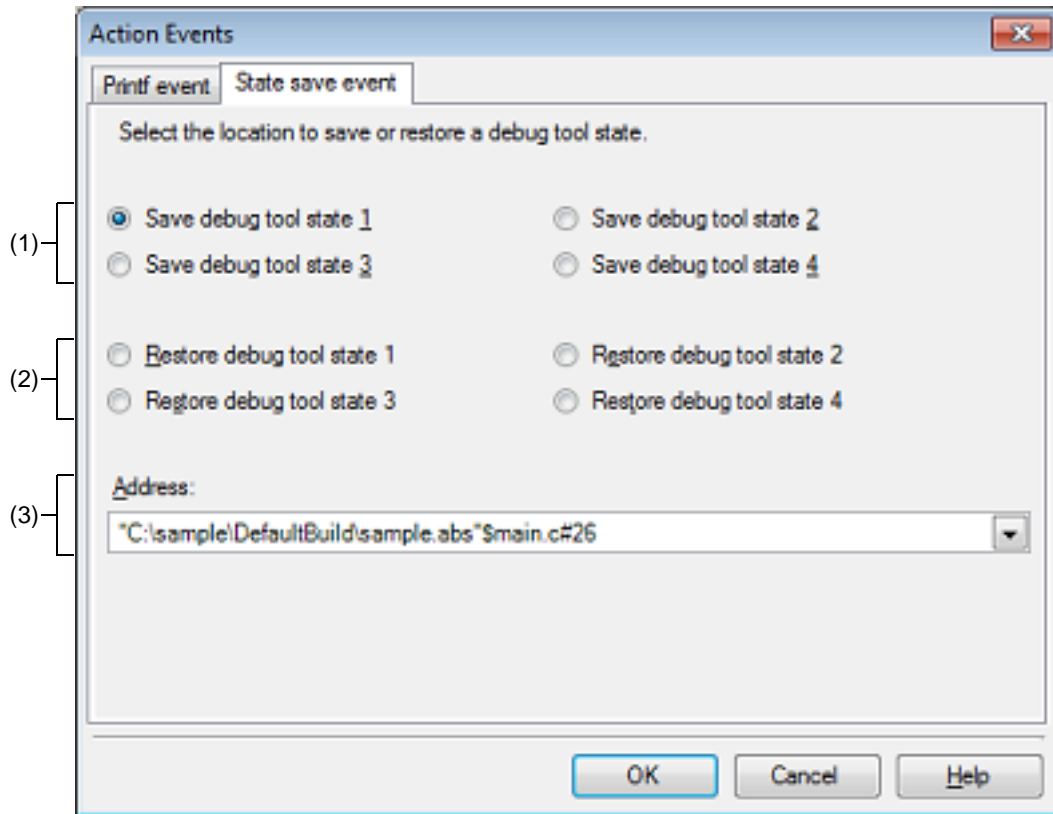 Action Events
Printf event State save event
Select the location to save or restore a debug tool state.
(1)
Save debug tool state 1 Save debug tool state 2
Save debug tool state 3 Save debug tool state 4
(2)
Restore debug tool state 1 Restore debug tool state 2
Restore debug tool state 3 Restore debug tool state 4
(3)
Address:
"C:\sample\DefaultBuild\sample.abs"$main.c#26
OK Cancel Help